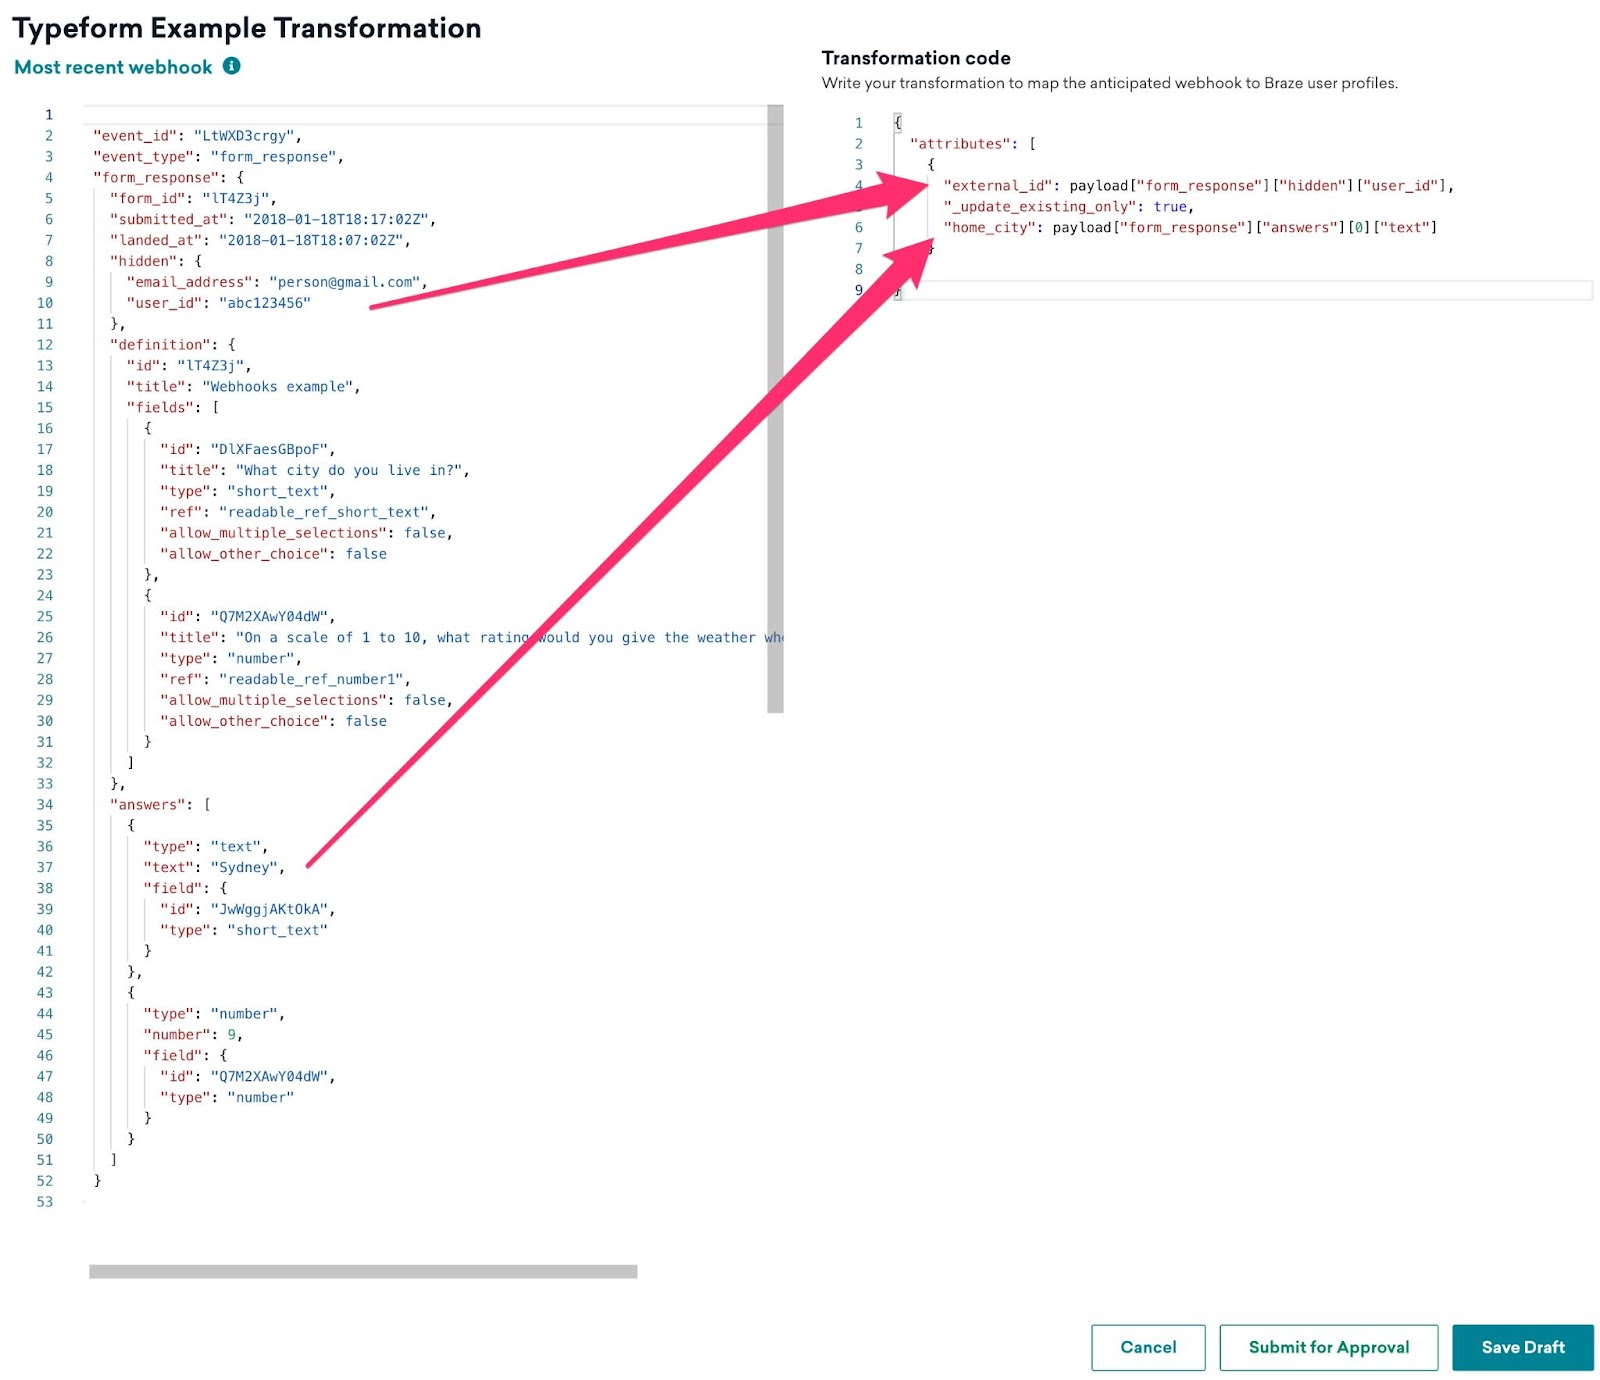 Typeform Example Transformation
Most recent webhook
1
2 "event_id": "LtWXD3crgy",
3 "event_type": "form_response",
4 "form_response": {
5 "form_id": "lT4Z3j",
6 "submitted_at": "2018-01-18T18:17:02Z",
7 "landed_at": "2018-01-18T18:07:02Z",
8 "hidden": {
9 "email_address": "person@gmail.com",
10 "user_id": "abc123456"
11 },
12 "definition": {
13 "id": "lT4Z3j",
14 "title": "Webhooks example",
15 "fields": [
16 {
17 "id": "DlXFaesGBpoF",
18 "title": "What city do you live in?",
19 "type": "short_text",
20 "ref": "readable_ref_short_text",
21 "allow_multiple_selections": false,
22 "allow_other_choice": false
23 },
24 {
25 "id": "Q7M2XAwY04dW",
26 "title": "On a scale of 1 to 10, what rating would you give the weather
27 "type": "number",
28 "ref": "readable_ref_number1",
29 "allow_multiple_selections": false,
30 "allow_other_choice": false
31 }
32 ]
33 },
34 "answers": [
35 {
36 "type": "text",
37 "text": "Sydney",
38 "field": {
39 "id": "JwWggjAKtOkA",
40 "type": "short_text"
41 }
42 },
43 {
44 "type": "number",
45 "number": 9,
46 "field": {
47 "id": "Q7M2XAwY04dW",
48 "type": "number"
49 }
50 }
51 ]
52 }
53
Transformation code
Write your transformation to map the anticipated webhook to Braze user profiles.
1 {
2 "attributes": [
3 {
4 "external_id": payload["form_response"]["hidden"]["user_id"],
"_update_existing_only": true,
6 "home_city": payload["form_response"]["answers"][0]["text"]
7 }
8
9 }
Cancel
Submit for Approval
Save Draft